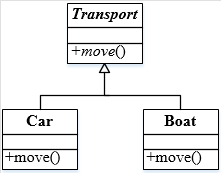 Transport
+move()
Car
Boat
+move()
+move()